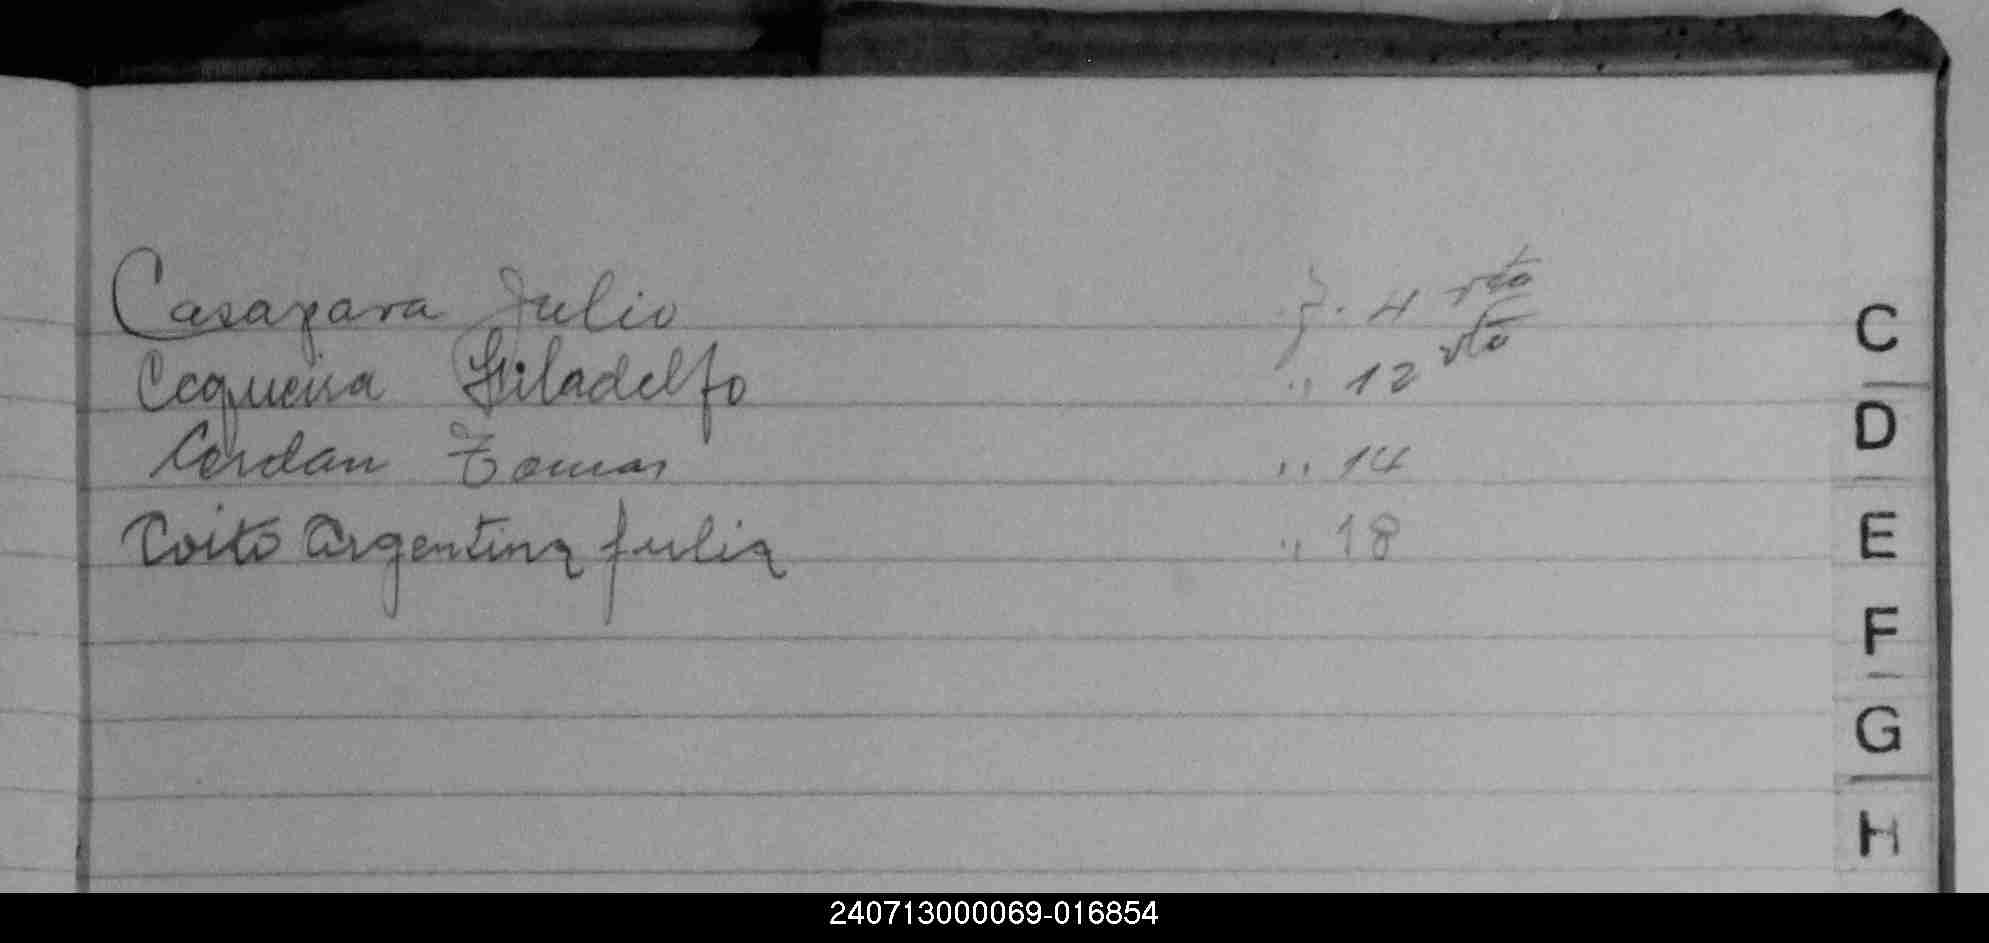 Casazara Julio f. 4 vto
Cequeira Filadelfo " 12 vto
Cerdan Tomas " 14
Coito Argentina Julia " 18
C
D
E
F
G
H
240713000069-016854